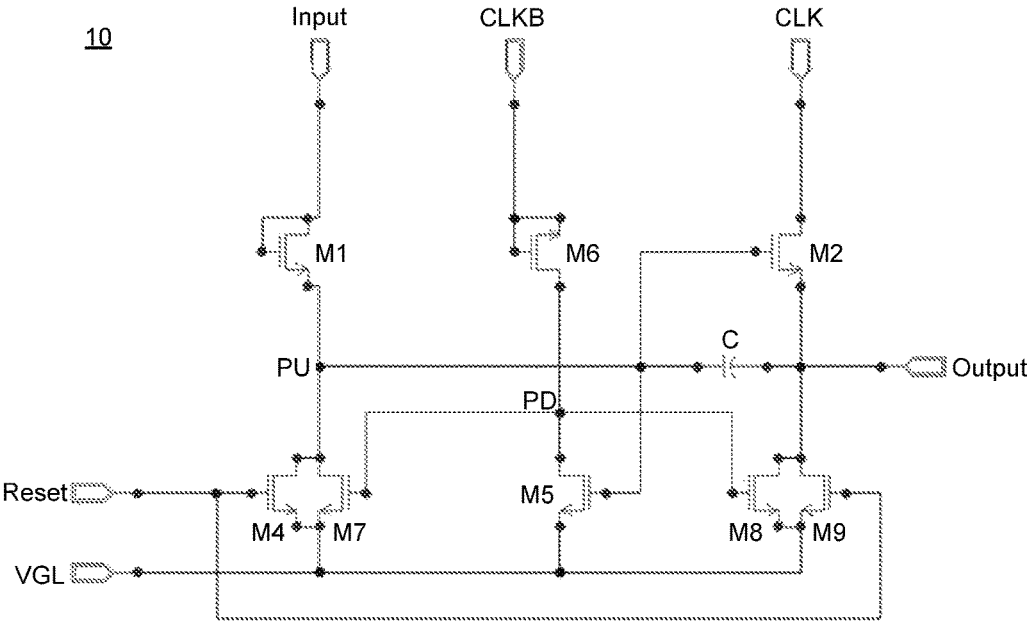 10
Input
CLKB
CLK
M1
M6
M2
C
PU
Output
PD
Reset
M5
M4
M7
M8
M9
VGL